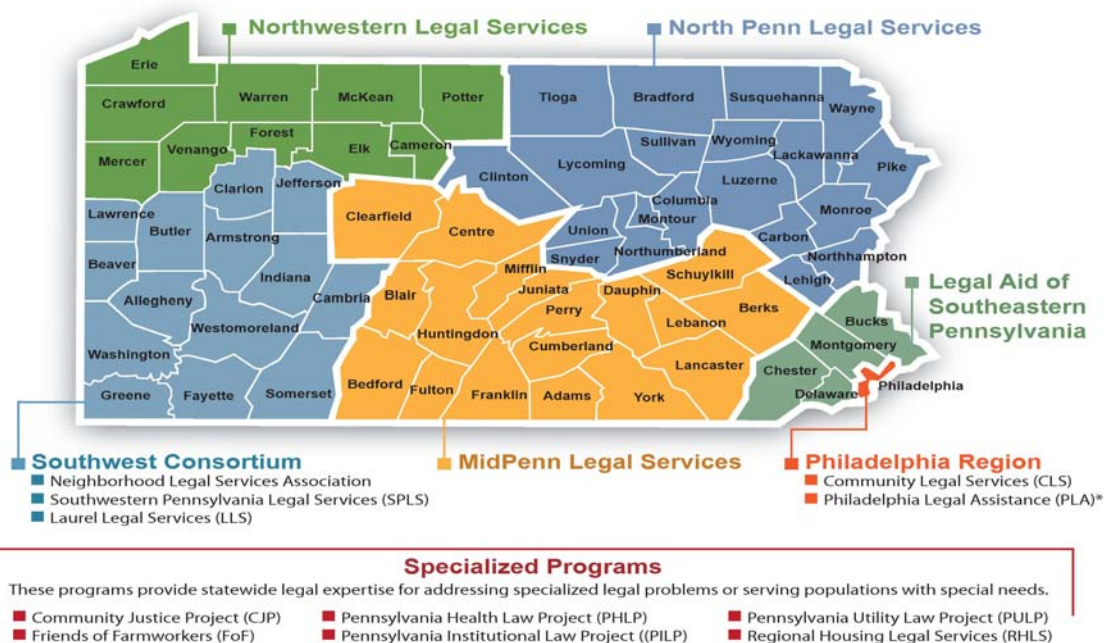 Northwestern Legal Services
North Penn Legal Services
Erie
Crawford
Warren
McKean
Potter
Tioga
Bradford
Susquehanna
Wayne
Mercer
Venango
Forest
Elk
Cameron
Clinton
Lycoming
Sullivan
Wyoming
Lackawanna
Pike
Luzerne
Columbia
Montour
Monroe
Carbon
Union
Snyder
Northumberland
Northhampton
Lehigh
Clarion
Jefferson
Lawrence
Butler
Armstrong
Beaver
Indiana
Cambria
Allegheny
Westomoreland
Washington
Greene
Fayette
Somerset
Clearfield
Centre
Blair
Mifflin
Juniata
Perry
Huntingdon
Dauphin
Schuylkill
Berks
Lebanon
Cumberland
Lancaster
Bedford
Fulton
Franklin
Adams
York
Legal Aid of
Southeastern
Pennsylvania
Bucks
Montgomery
Chester
Delaware
Philadelphia
Southwest Consortium
Neighborhood Legal Services Association
Southwestern Pennsylvania Legal Services (SPLS)
Laurel Legal Services (LLS)
MidPenn Legal Services
Philadelphia Region
Community Legal Services (CLS)
Philadelphia Legal Assistance (PLA)*
Specialized Programs
These programs provide statewide legal expertise for addressing specialized legal problems or serving populations with special needs.
Community Justice Project (CJP)
Friends of Farmworkers (FoF)
Pennsylvania Health Law Project (PHLP)
Pennsylvania Institutional Law Project ((PILP)
Pennsylvania Utility Law Project (PULP)
Regional Housing Legal Services (RHLS